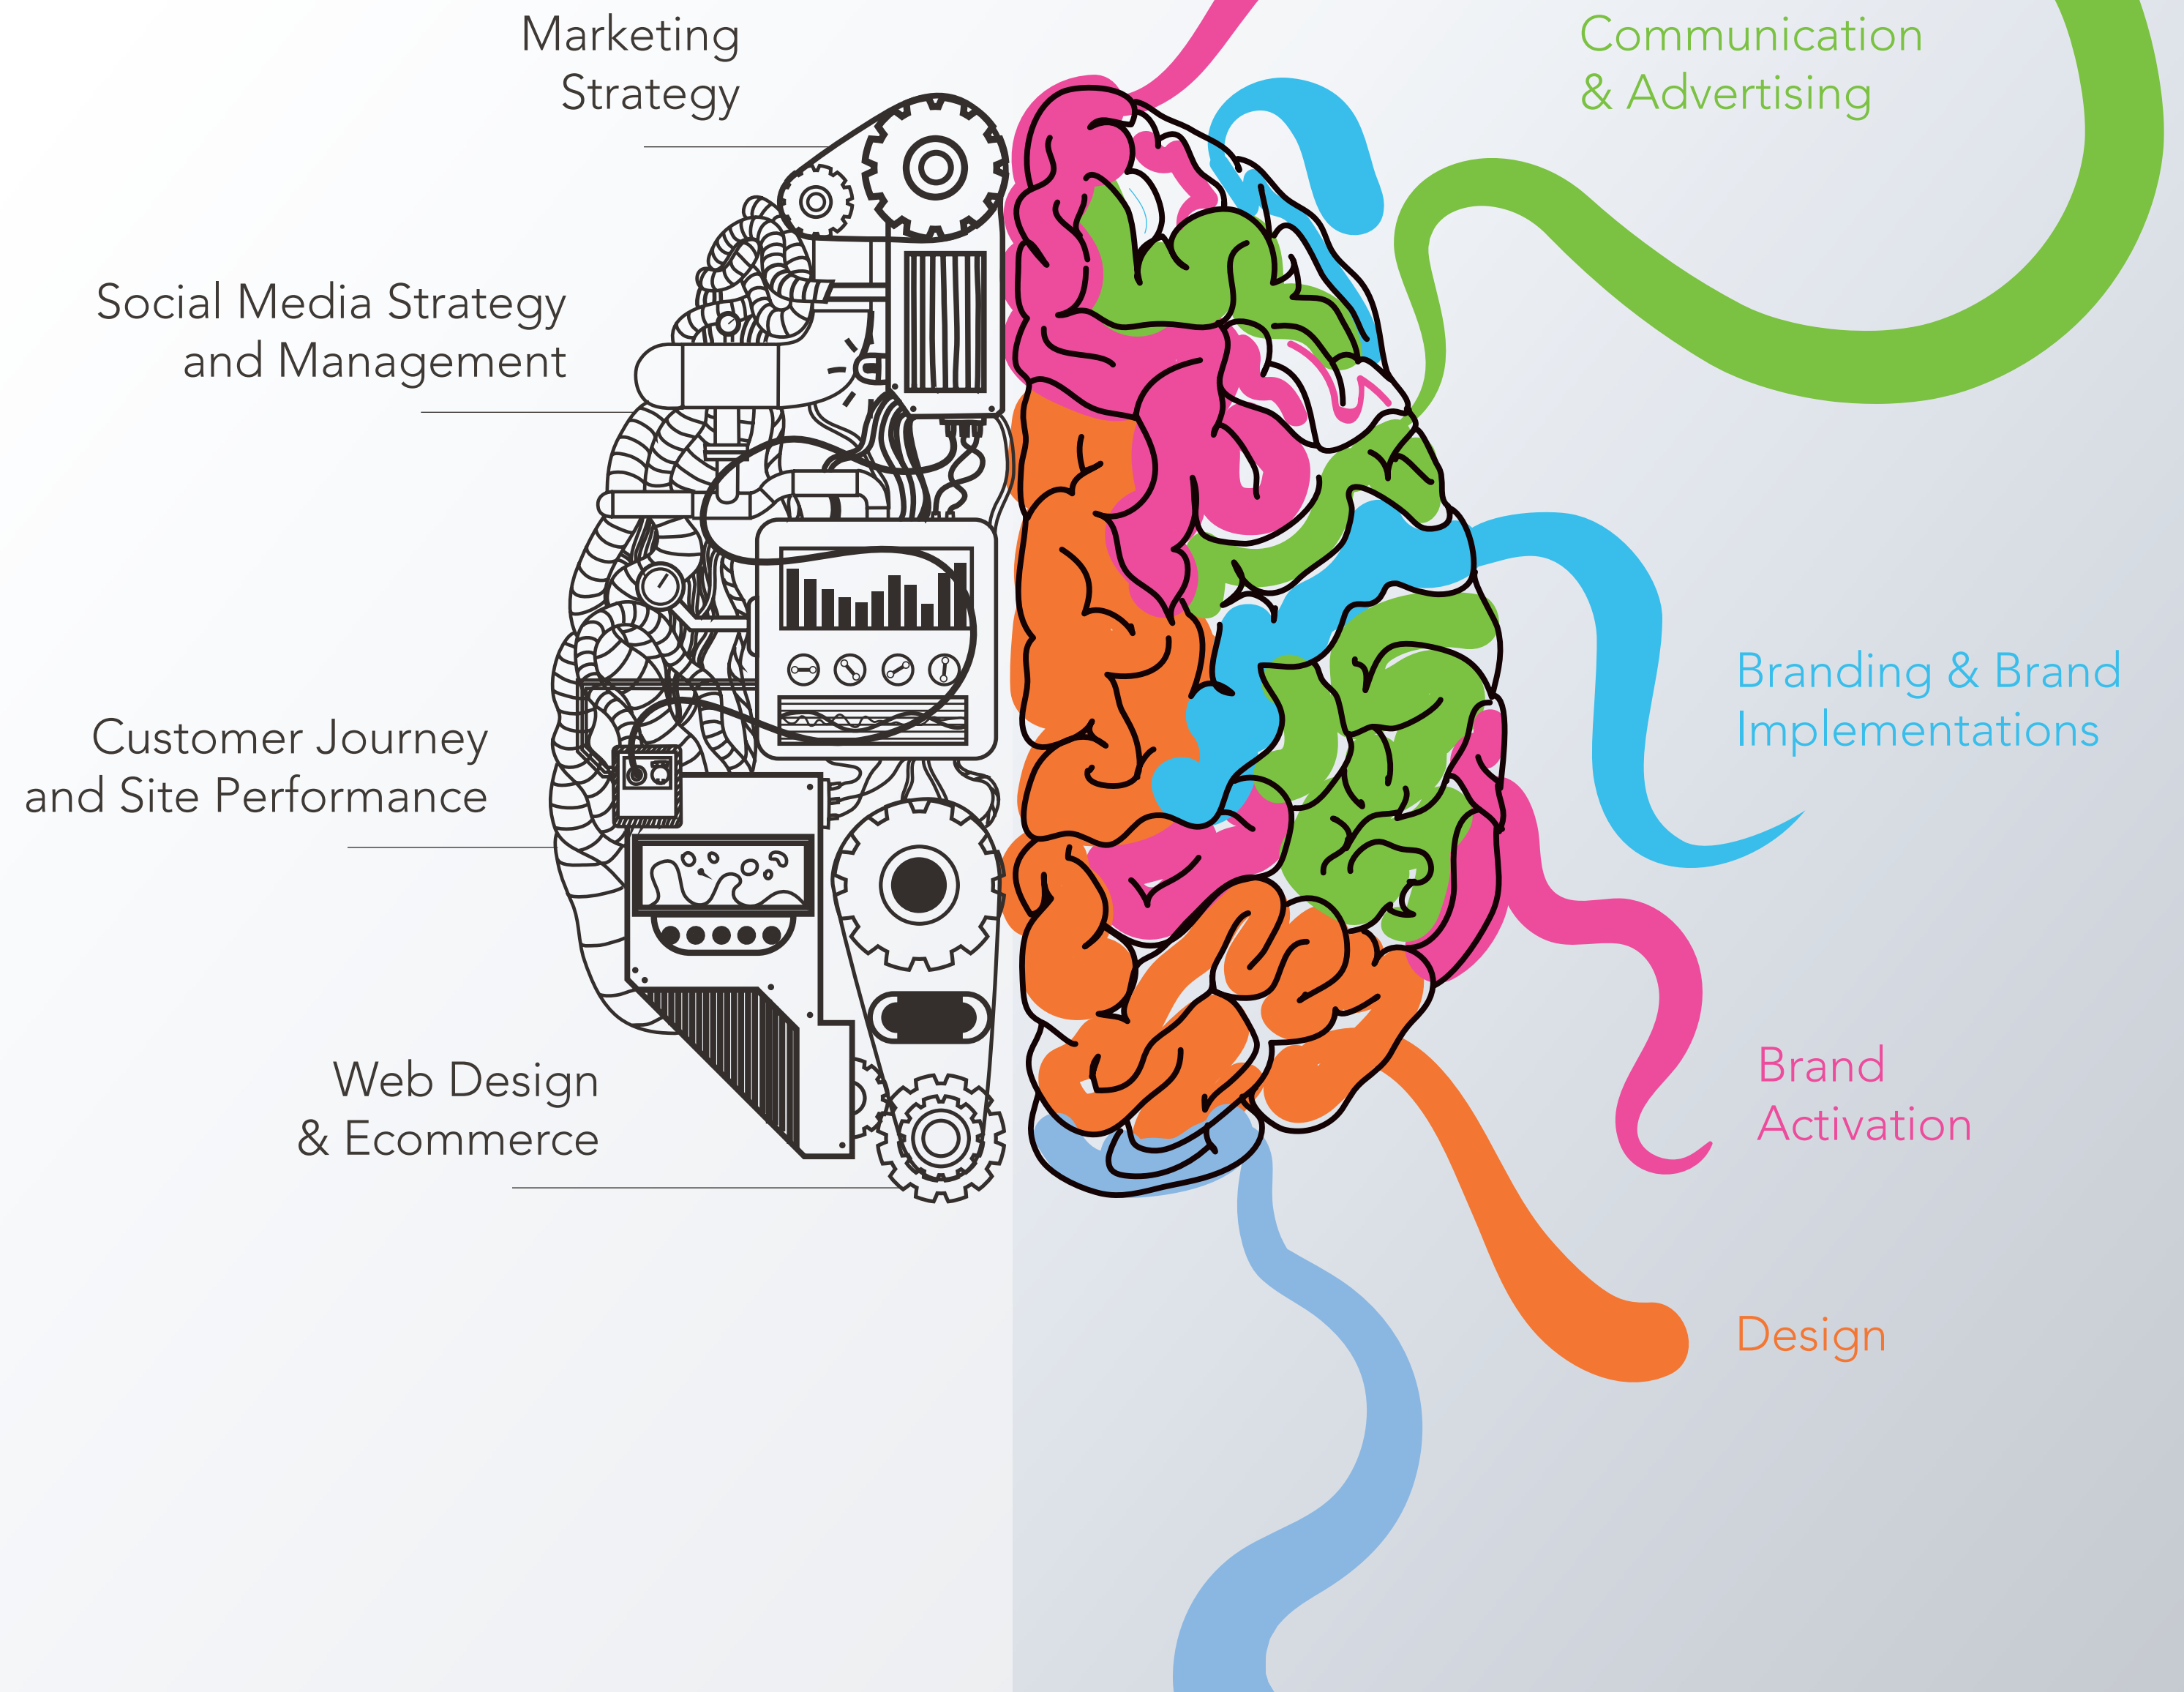 Marketing
Strategy
Social Media Strategy
and Management
Customer Journey
and Site Performance
Web Design
& Ecommerce
Communication
& Advertising
Branding & Brand
Implementations
Brand
Activation
Design